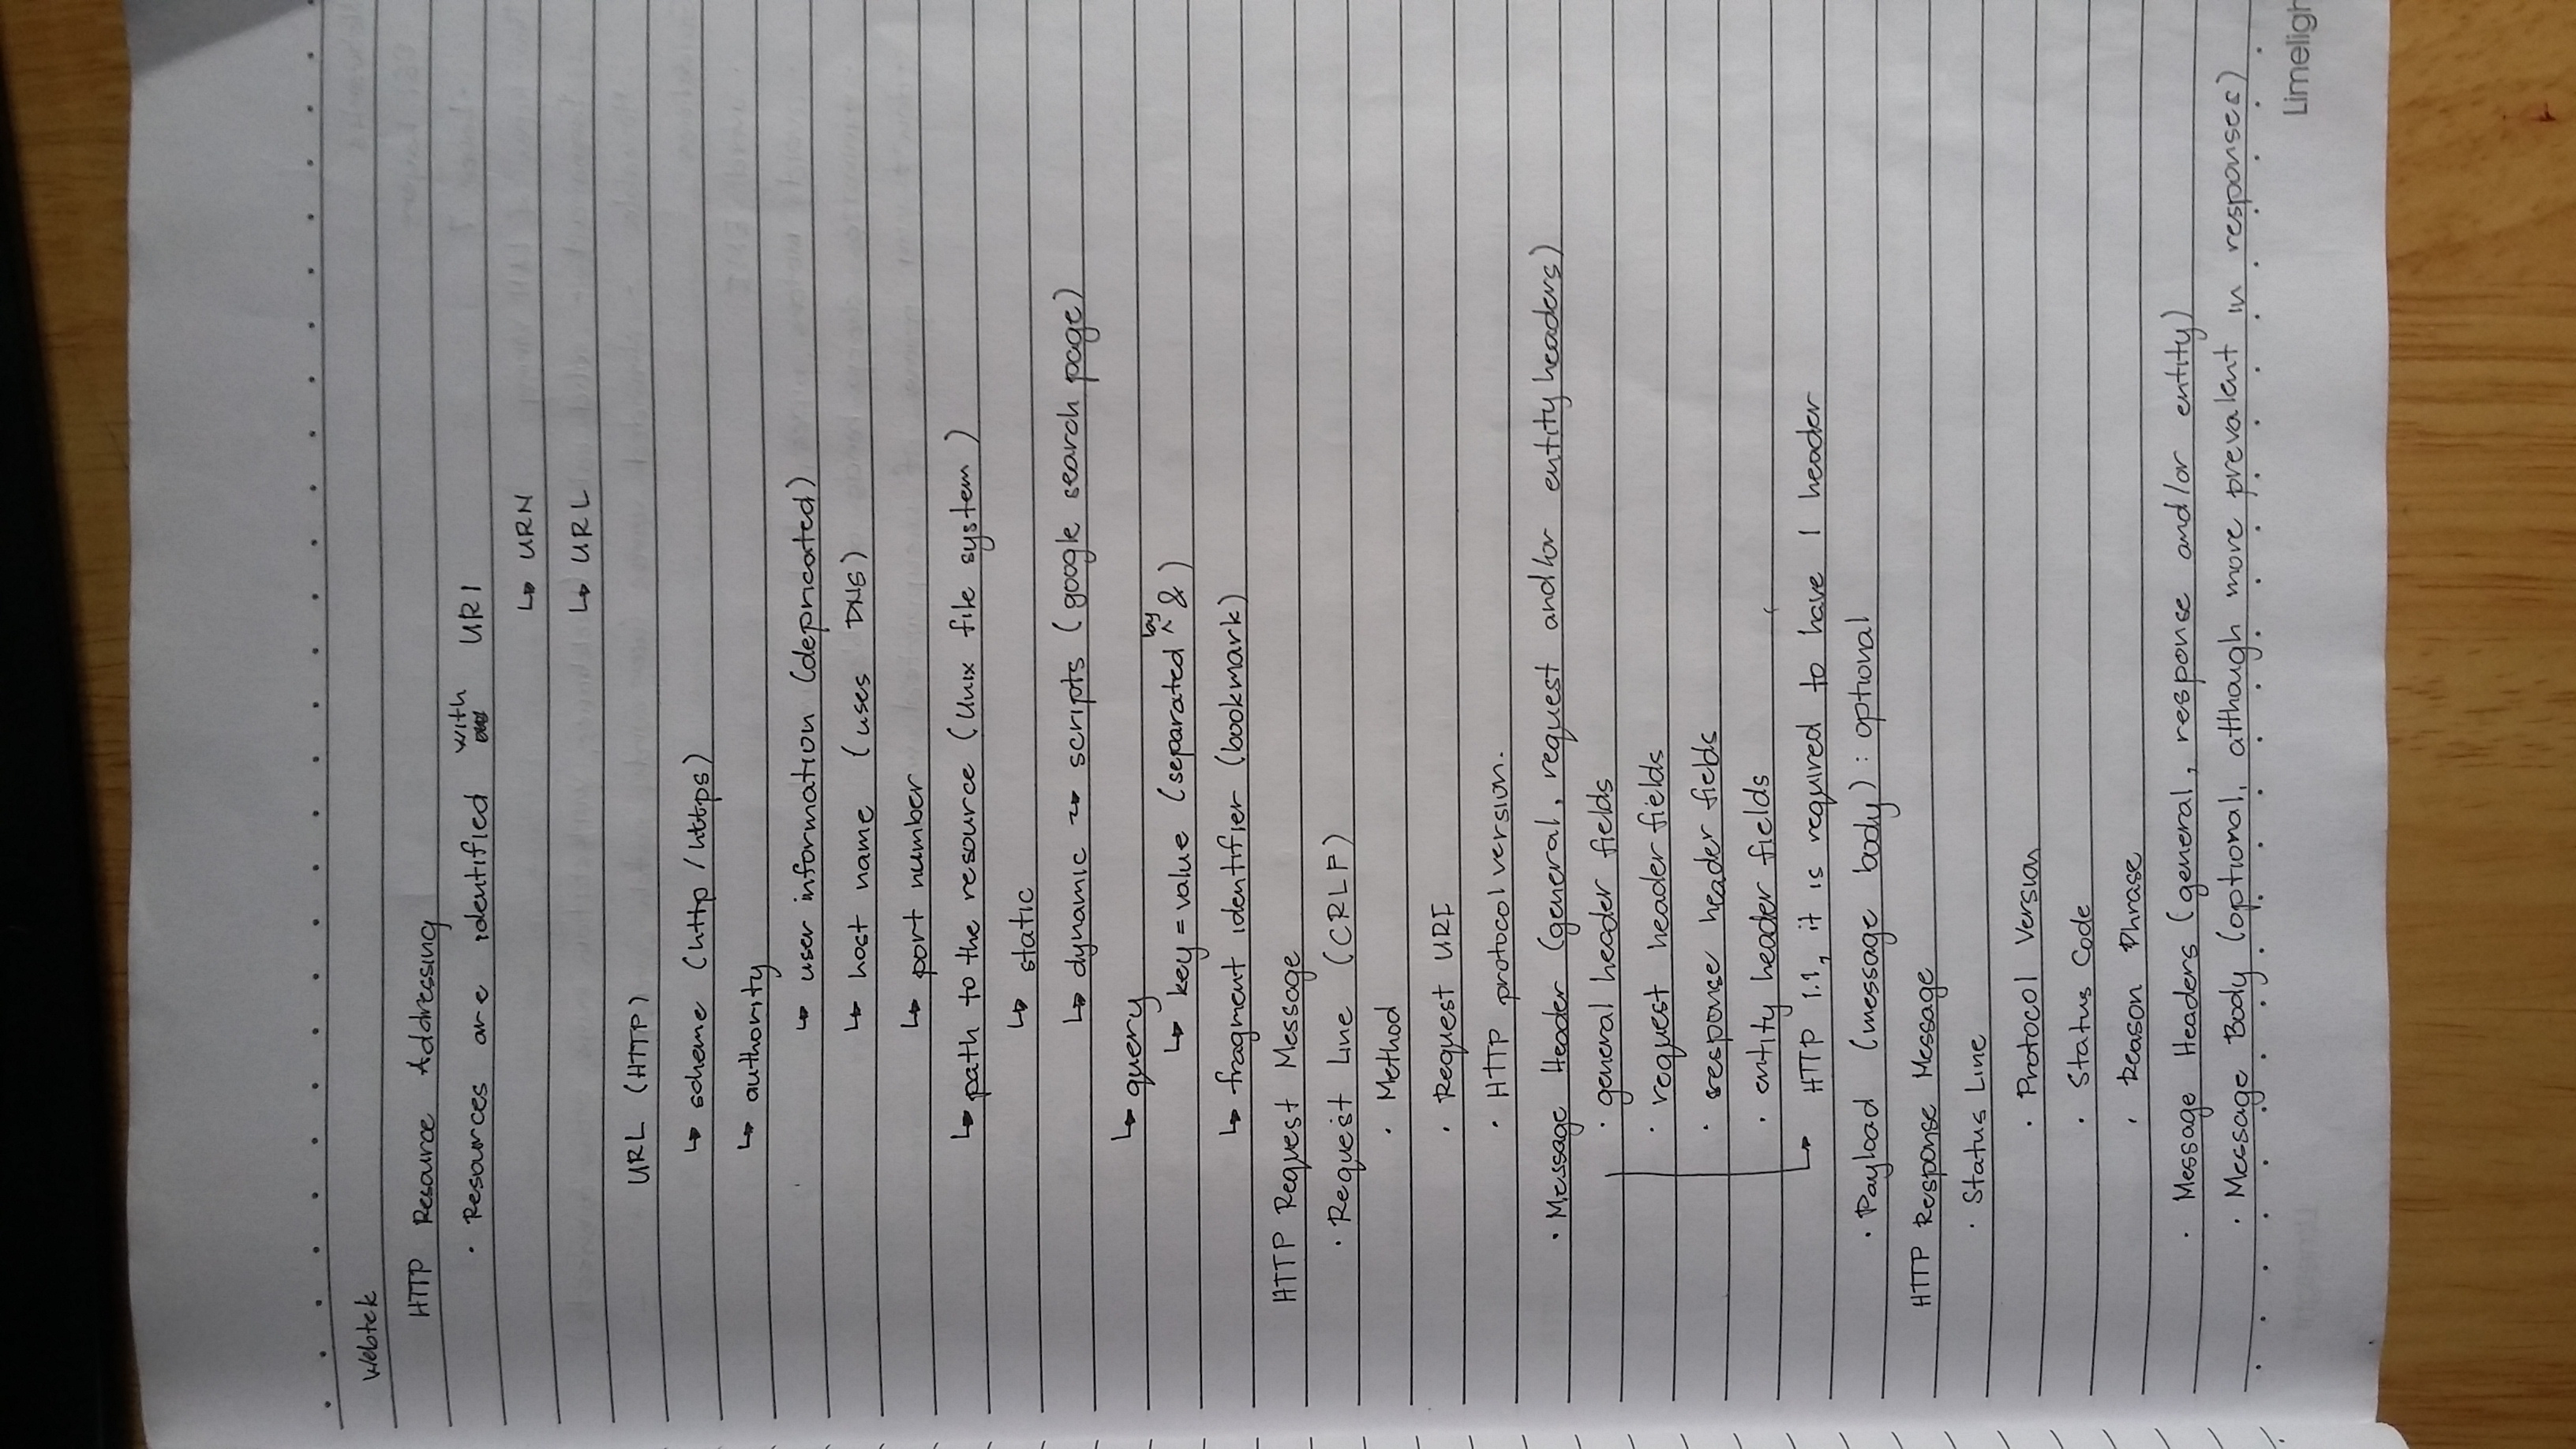 Webtek
HTTP Resource Addressing
· Resources are identified with URI
↳ URN
↳ URL
URL (HTTP)
↳ scheme (http / https)
↳ authority
↳ user information (depricated)
↳ host name (uses DNS)
↳ port number
↳ path to the resource (Unix file system)
↳ static
↳ dynamic ↝ scripts (google search page)
↳ query
↳ key = value (separated by &)
↳ fragment identifier (bookmark)
HTTP Request Message
· Request Line (CRLF)
· Method
· Request URI
· HTTP protocol version.
· Message Header (general, request and/or entity headers)
· general header fields
· request header fields
· response header fields
· entity header fields
↳ HTTP 1.1, it is required to have 1 header
· Payload (message body) : optional
HTTP Response Message
· Status Line
· Protocol Version
· Status Code
· Reason Phrase
· Message Headers (general, response and/or entity)
· Message Body (optional, although more prevalent in responses)